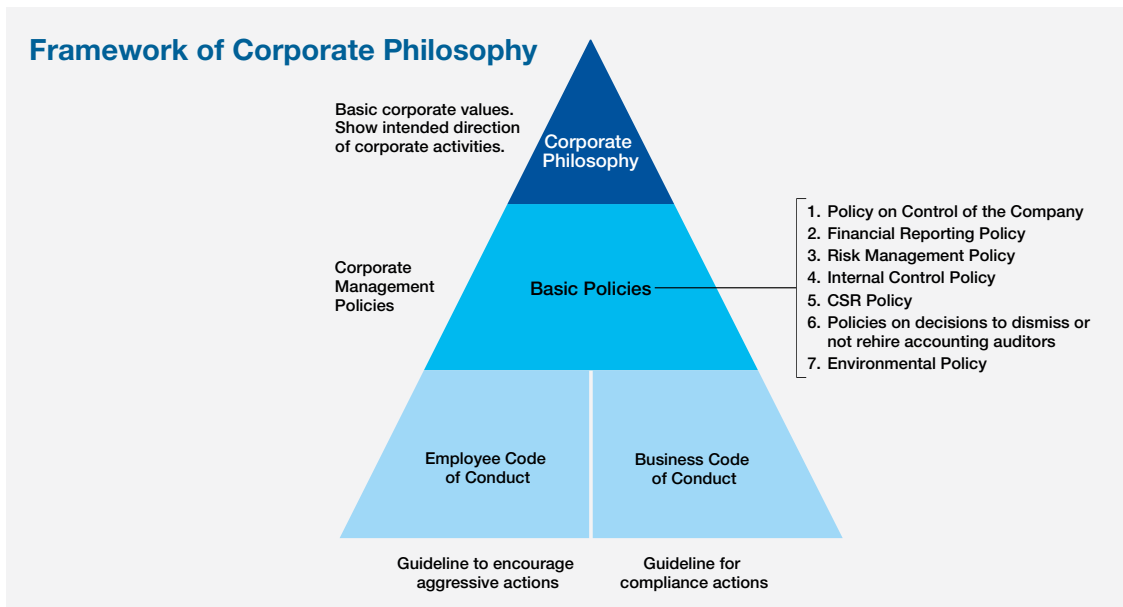 Framework of Corporate Philosophy
Basic corporate values.
Show intended direction
of corporate activities.
Corporate
Philosophy
Corporate
Management
Policies
Basic Policies
1. Policy on Control of the Company
2. Financial Reporting Policy
3. Risk Management Policy
4. Internal Control Policy
5. CSR Policy
6. Policies on decisions to dismiss or
not rehire accounting auditors
7. Environmental Policy
Employee Code
of Conduct
Business Code
of Conduct
Guideline to encourage
aggressive actions
Guideline for
compliance actions